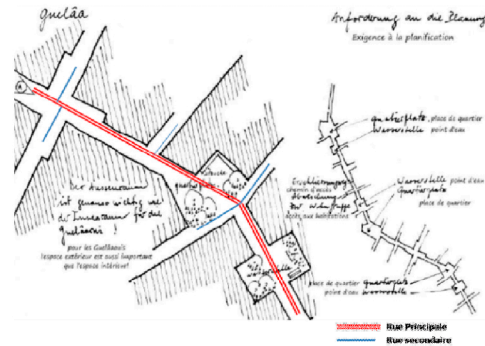 guelâa
Anforderung an die Planung
Exigence à la planification
Quartierplatz, place de quartier
Wasserstelle point d'eau
Der Aussenraum
ist genauso wichtig wie
der Innenraum für die
Guelâaouis !
pour les Guelâaouis
l'espace extérieur est aussi important
que l'espace intérieur!
Erschliessungsweg
chemin d'accès
der Wohngruppe
accès aux habitations
Wasserstelle point d'eau
Quartierplatz
place de quartier
place de quartier Quartierplatz
point d'eau Wasserstelle
Rue Principale
Rue secondaire